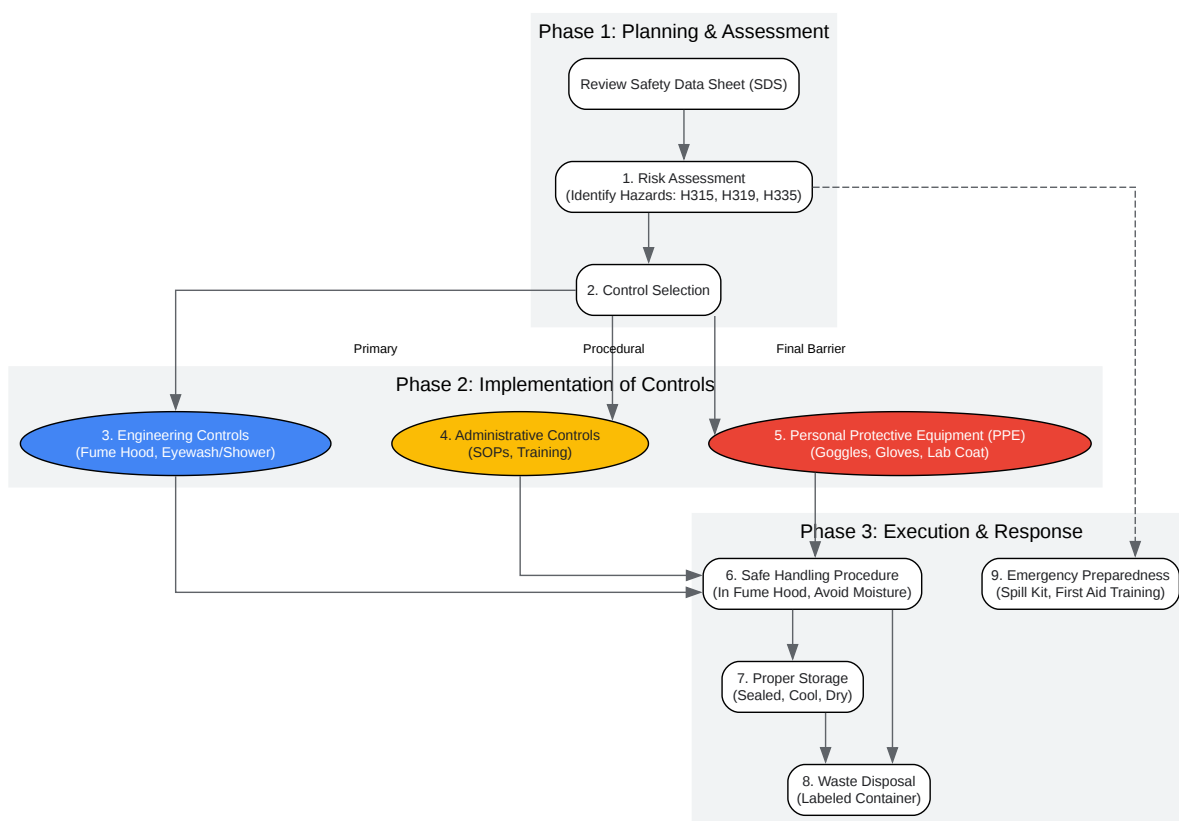 Phase 1: Planning & Assessment
Review Safety Data Sheet (SDS)
1. Risk Assessment
(Identify Hazards: H315, H319, H335)
2. Control Selection
Primary
Procedural
Final Barrier
Phase 2: Implementation of Controls
3. Engineering Controls
(Fume Hood, Eyewash/Shower)
4. Administrative Controls
(SOPs, Training)
5. Personal Protective Equipment (PPE)
(Goggles, Gloves, Lab Coat)
Phase 3: Execution & Response
6. Safe Handling Procedure
(In Fume Hood, Avoid Moisture)
9. Emergency Preparedness
(Spill Kit, First Aid Training)
7. Proper Storage
(Sealed, Cool, Dry)
8. Waste Disposal
(Labeled Container)